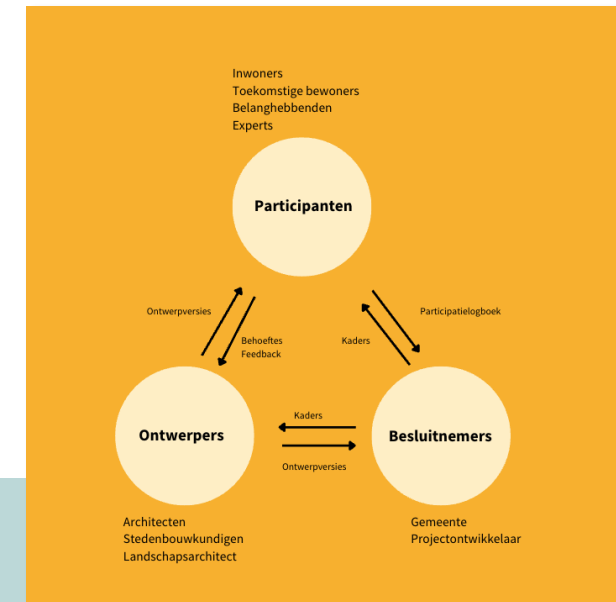 Inwoners
Toekomstige bewoners
Belanghebbenden
Experts
Participanten
Ontwerpversies
Participatielogboek
Behoeftes
Feedback
Kaders
Kaders
Ontwerpers
Besluitnemers
Ontwerpversies
Architecten
Stedenbouwkundigen
Landschapsarchitect
Gemeente
Projectontwikkelaar